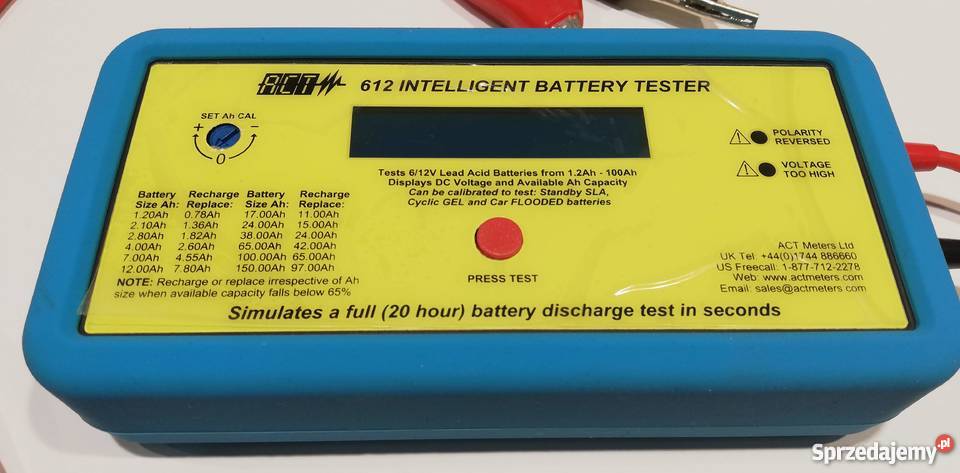 ACT 612 INTELLIGENT BATTERY TESTER
SET Ah CAL
+ −
0
POLARITY
REVERSED
VOLTAGE
TOO HIGH
Tests 6/12V Lead Acid Batteries from 1.2Ah - 100Ah
Displays DC Voltage and Available Ah Capacity
Can be calibrated to test: Standby SLA,
Cyclic GEL and Car FLOODED batteries
Battery Recharge Battery Recharge
Size Ah: Replace: Size Ah: Replace:
1.20Ah 0.78Ah 17.00Ah 11.00Ah
2.10Ah 1.36Ah 24.00Ah 15.00Ah
2.80Ah 1.82Ah 38.00Ah 24.00Ah
4.00Ah 2.60Ah 65.00Ah 42.00Ah
7.00Ah 4.55Ah 100.00Ah 65.00Ah
12.00Ah 7.80Ah 150.00Ah 97.00Ah
NOTE: Recharge or replace irrespective of Ah
size when available capacity falls below 65%
PRESS TEST
ACT Meters Ltd
UK Tel: +44(0)1744 886660
US Freecall: 1-877-712-2278
Web: www.actmeters.com
Email: sales@actmeters.com
Simulates a full (20 hour) battery discharge test in seconds
Sprzedajemy.pl